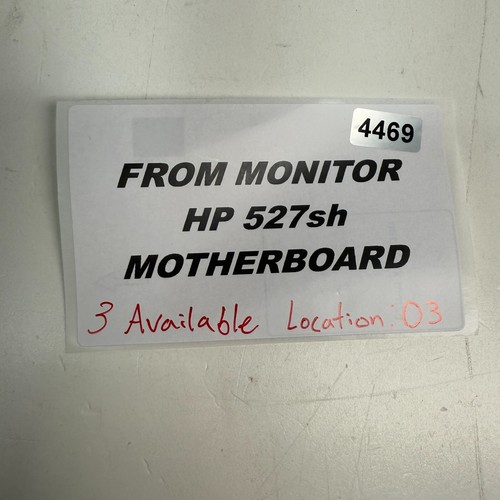 4469
FROM MONITOR
HP 527sh
MOTHERBOARD
3 Available Location: 03